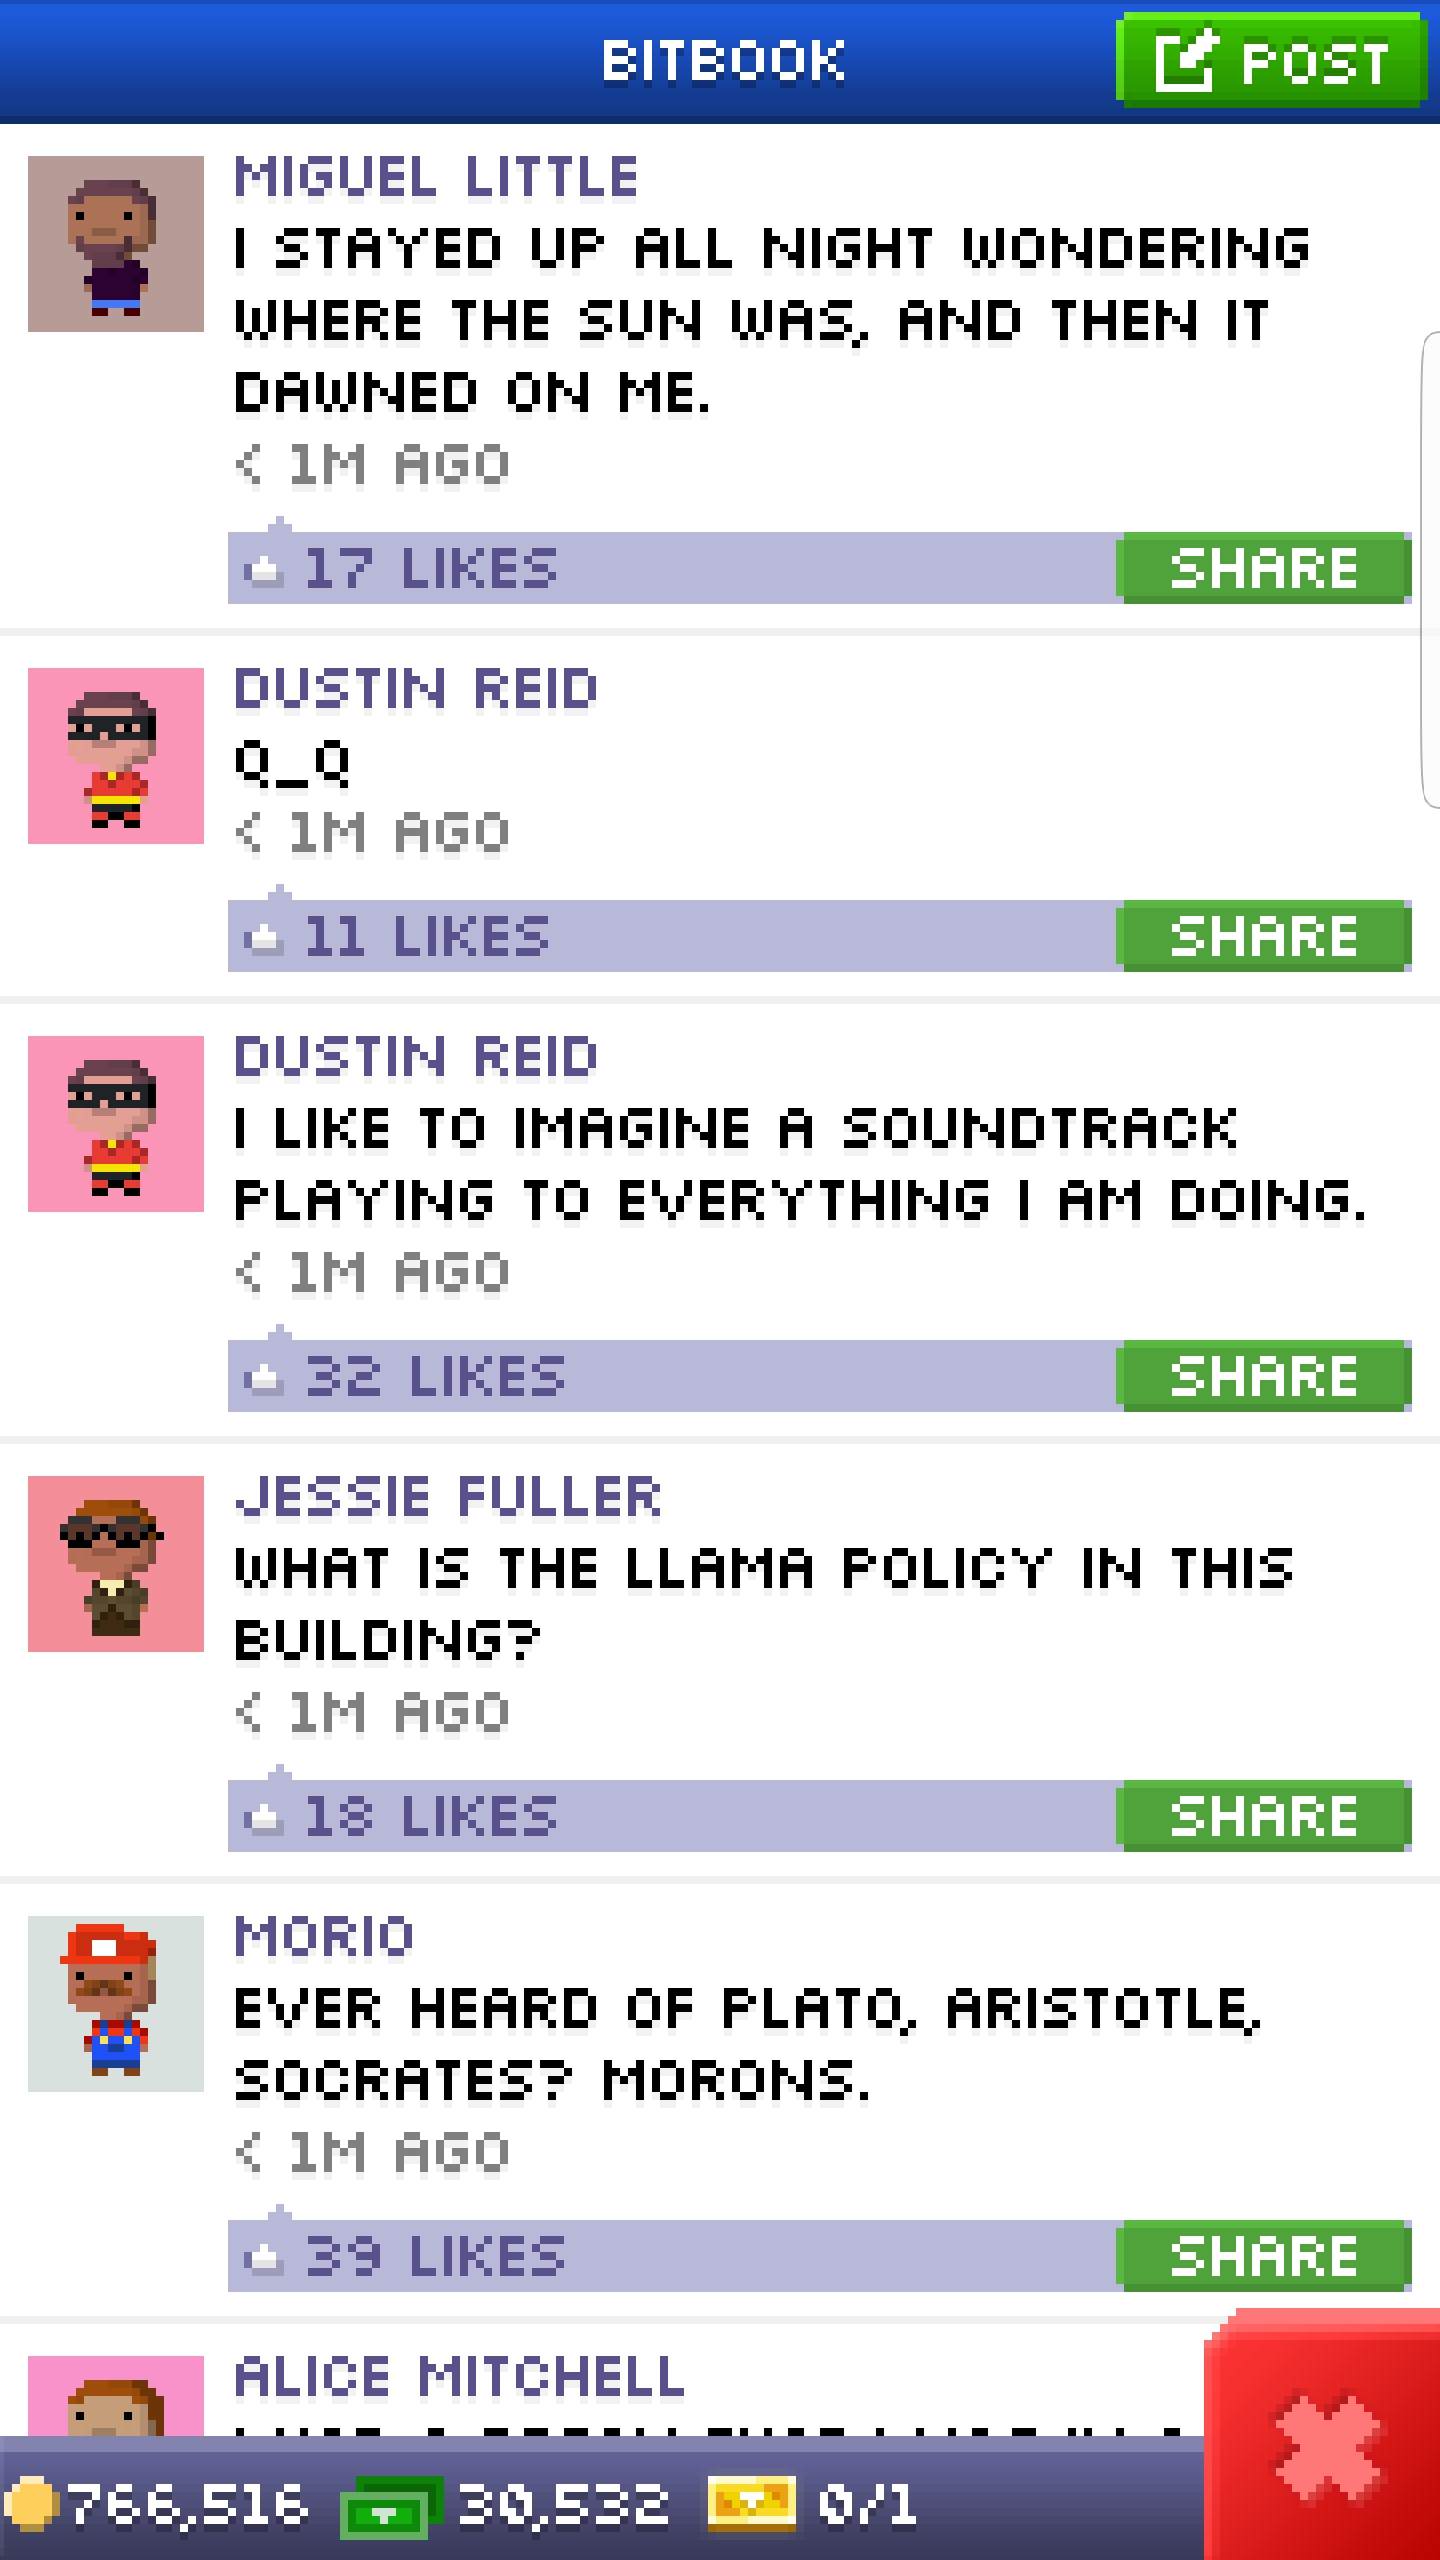 BITBOOK
POST
MIGUEL LITTLE
I STAYED UP ALL NIGHT WONDERING
WHERE THE SUN WAS, AND THEN IT
DAWNED ON ME.
< 1M AGO
17 LIKES
SHARE
DUSTIN REID
Q_Q
< 1M AGO
11 LIKES
SHARE
DUSTIN REID
I LIKE TO IMAGINE A SOUNDTRACK
PLAYING TO EVERYTHING I AM DOING.
< 1M AGO
32 LIKES
SHARE
JESSIE FULLER
WHAT IS THE LLAMA POLICY IN THIS
BUILDING?
< 1M AGO
18 LIKES
SHARE
MORIO
EVER HEARD OF PLATO, ARISTOTLE,
SOCRATES? MORONS.
< 1M AGO
39 LIKES
SHARE
ALICE MITCHELL
766,516 30,532 0/1